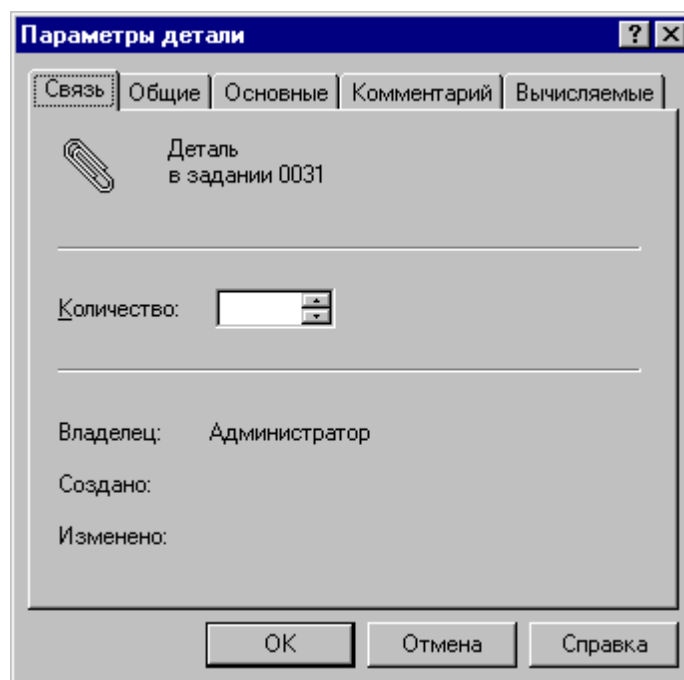 Параметры детали
Связь Общие Основные Комментарий Вычисляемые
Деталь
в задании 0031
Количество:
Владелец: Администратор
Создано:
Изменено:
OK Отмена Справка